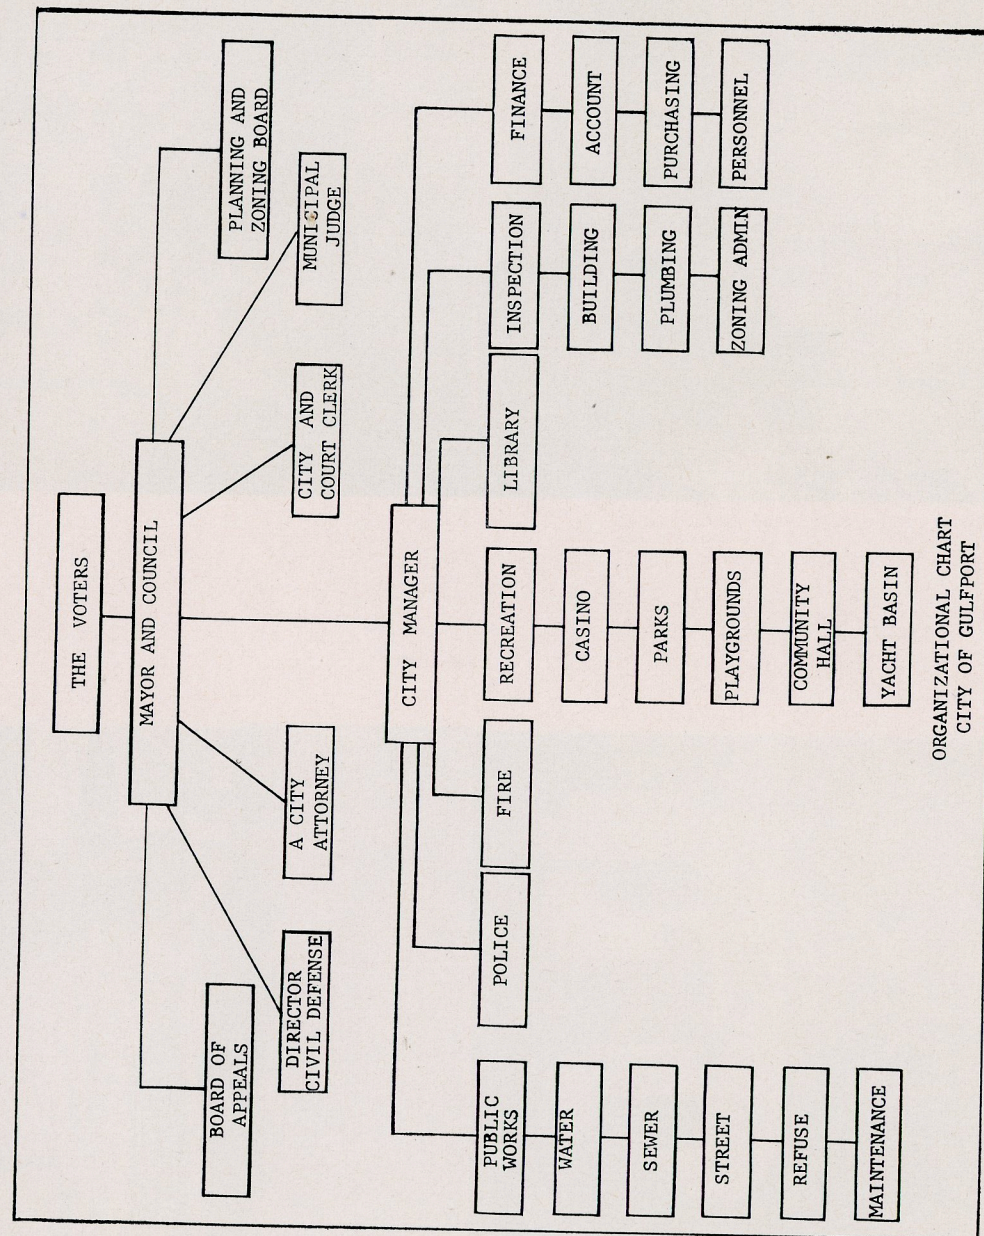 THE VOTERS
MAYOR AND COUNCIL
BOARD OF
APPEALS
DIRECTOR
CIVIL DEFENSE
A CITY
ATTORNEY
CITY AND
COURT CLERK
MUNICIPAL
JUDGE
PLANNING AND
ZONING BOARD
CITY MANAGER
PUBLIC
WORKS
WATER
SEWER
STREET
REFUSE
MAINTENANCE
POLICE
FIRE
RECREATION
CASINO
PARKS
PLAYGROUNDS
COMMUNITY
HALL
YACHT BASIN
LIBRARY
INSPECTION
BUILDING
PLUMBING
ZONING ADMIN
FINANCE
ACCOUNT
PURCHASING
PERSONNEL
ORGANIZATIONAL CHART
CITY OF GULFPORT